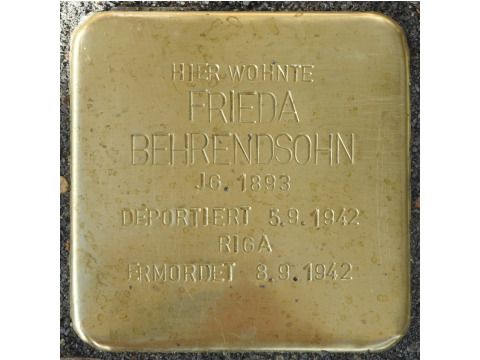 HIER WOHNTE
FRIEDA
BEHRENDSOHN
JG. 1893
DEPORTIERT 5.9.1942
RIGA
ERMORDET 8.9.1942